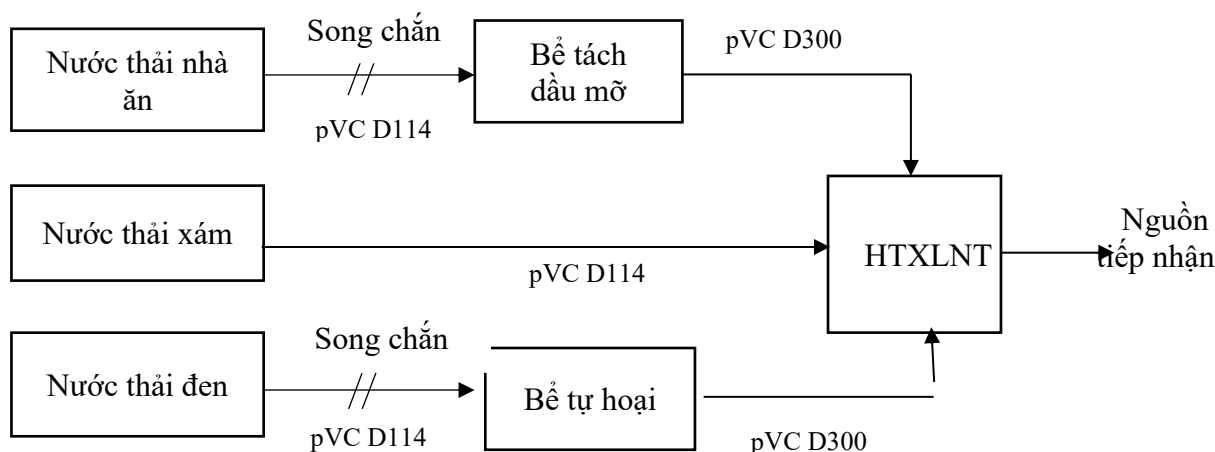 Song chắn
pVC D300
Nước thải nhà
ăn
Bể tách
dầu mỡ
pVC D114
Nước thải xám
HTXLNT
Nguồn
tiếp nhận
pVC D114
Song chắn
Nước thải đen
Bể tự hoại
pVC D114
pVC D300